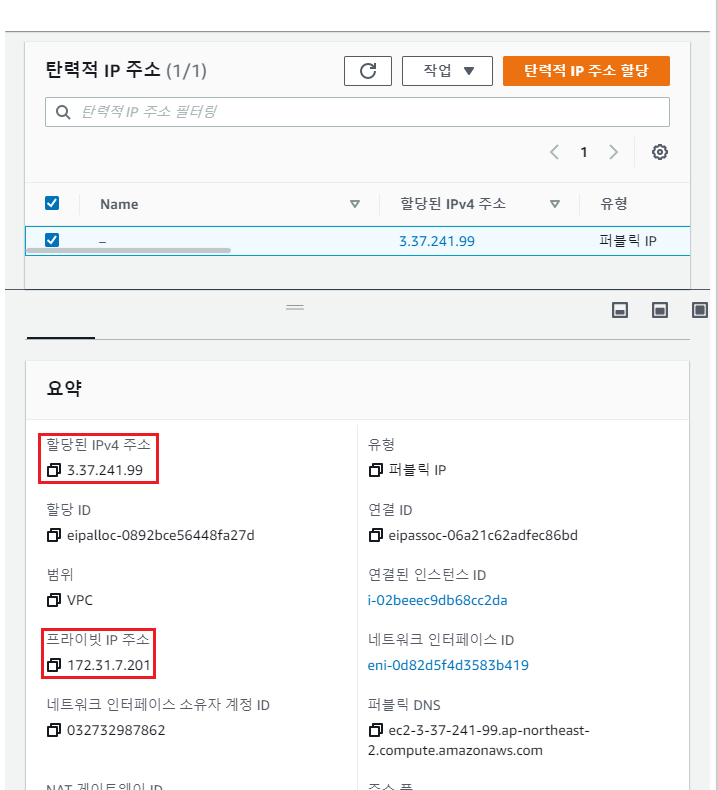 탄력적 IP 주소 (1/1)
작업
탄력적 IP 주소 할당
탄력적 IP 주소 필터링
1
Name
할당된 IPv4 주소
유형
–
3.37.241.99
퍼블릭 IP
요약
할당된 IPv4 주소
3.37.241.99
유형
퍼블릭 IP
할당 ID
eipalloc-0892bce56448fa27d
연결 ID
eipassoc-06a21c62adfec86bd
범위
VPC
연결된 인스턴스 ID
i-02beeec9db68cc2da
프라이빗 IP 주소
172.31.7.201
네트워크 인터페이스 ID
eni-0d82d5f4d3583b419
네트워크 인터페이스 소유자 계정 ID
032732987862
퍼블릭 DNS
ec2-3-37-241-99.ap-northeast-
2.compute.amazonaws.com
NAT 게이트웨이 ID
주소 풀